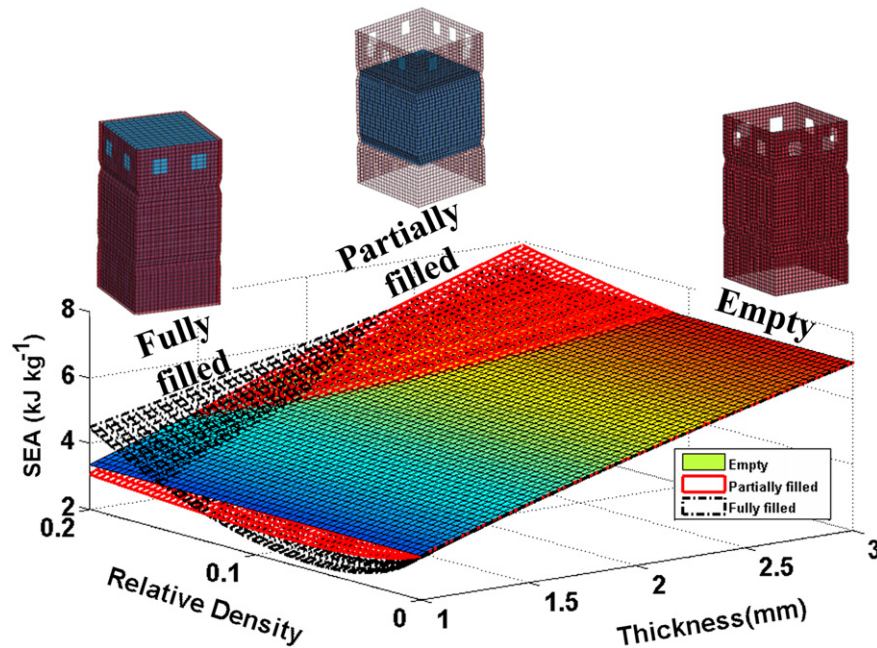 Partially
filled
Empty
Fully
filled
8
6
4
2
SEA (kJ kg-1)
0.2
0.1
0
Relative Density
1
1.5
2
2.5
3
Thickness(mm)
Empty
Partially filled
Fully filled